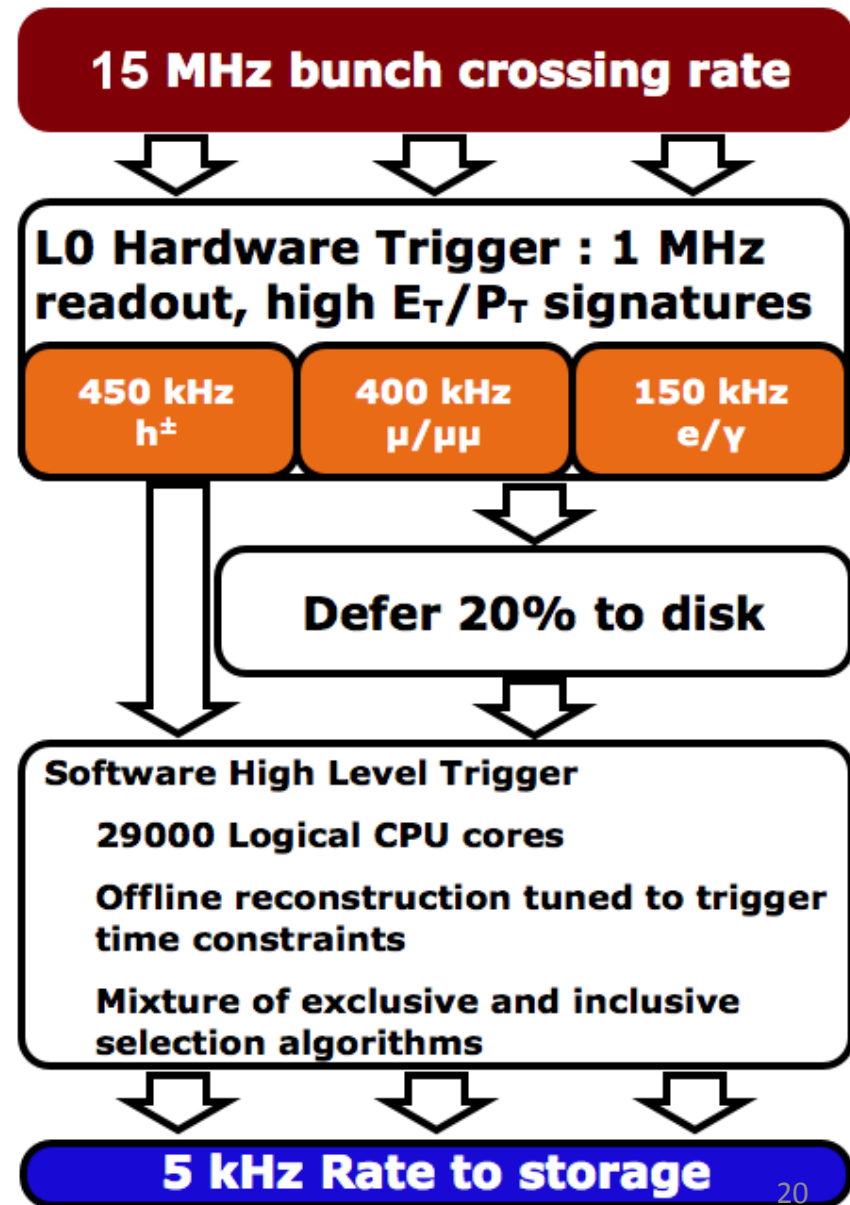 15 MHz bunch crossing rate
L0 Hardware Trigger : 1 MHz
readout, high E_T/P_T signatures
450 kHz
h±
400 kHz
μ/μμ
150 kHz
e/γ
Defer 20% to disk
Software High Level Trigger
29000 Logical CPU cores
Offline reconstruction tuned to trigger
time constraints
Mixture of exclusive and inclusive
selection algorithms
5 kHz Rate to storage
20